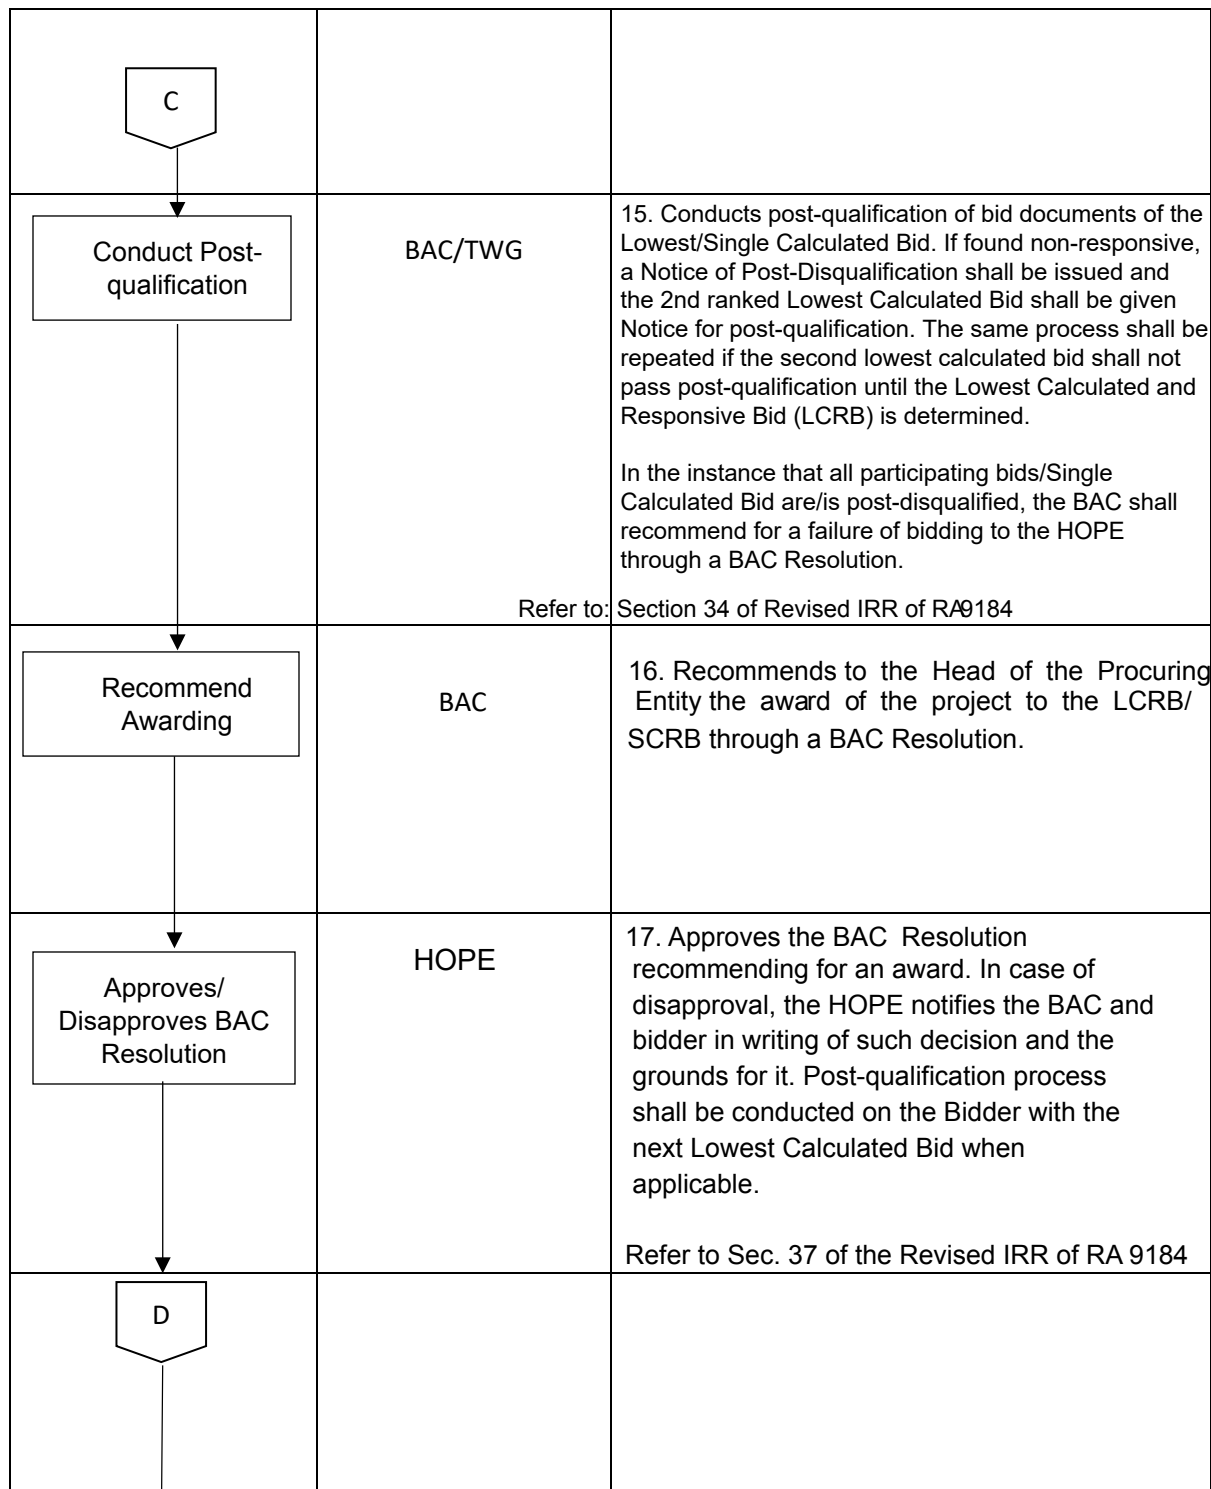 C
Conduct Post-
qualification
BAC/TWG
15. Conducts post-qualification of bid documents of the
Lowest/Single Calculated Bid. If found non-responsive,
a Notice of Post-Disqualification shall be issued and
the 2nd ranked Lowest Calculated Bid shall be given
Notice for post-qualification. The same process shall be
repeated if the second lowest calculated bid shall not
pass post-qualification until the Lowest Calculated and
Responsive Bid (LCRB) is determined.
In the instance that all participating bids/Single
Calculated Bid are/is post-disqualified, the BAC shall
recommend for a failure of bidding to the HOPE
through a BAC Resolution.
Refer to: Section 34 of Revised IRR of RA9184
Recommend
Awarding
BAC
16. Recommends to the Head of the Procuring
Entity the award of the project to the LCRB/
SCRB through a BAC Resolution.
Approves/
Disapproves BAC
Resolution
HOPE
17. Approves the BAC Resolution
recommending for an award. In case of
disapproval, the HOPE notifies the BAC and
bidder in writing of such decision and the
grounds for it. Post-qualification process
shall be conducted on the Bidder with the
next Lowest Calculated Bid when
applicable.
Refer to Sec. 37 of the Revised IRR of RA 9184
D